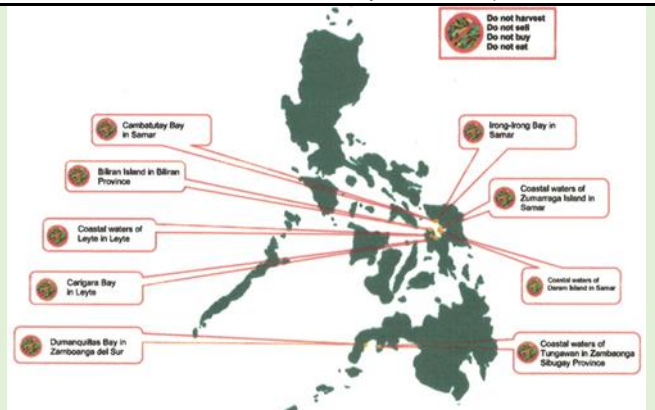 Do not harvest
Do not sell
Do not buy
Do not eat
Cambatutay Bay
in Samar
Irong-Irong Bay in
Samar
Biliran Island in Biliran
Province
Coastal waters of
Zumarraga Island in
Samar
Coastal waters of
Leyte in Leyte
Carigara Bay
in Leyte
Coastal waters of
Daram Island in Samar
Dumanquillas Bay in
Zamboanga del Sur
Coastal waters of
Tungawan in Zambaonga
Sibugay Province